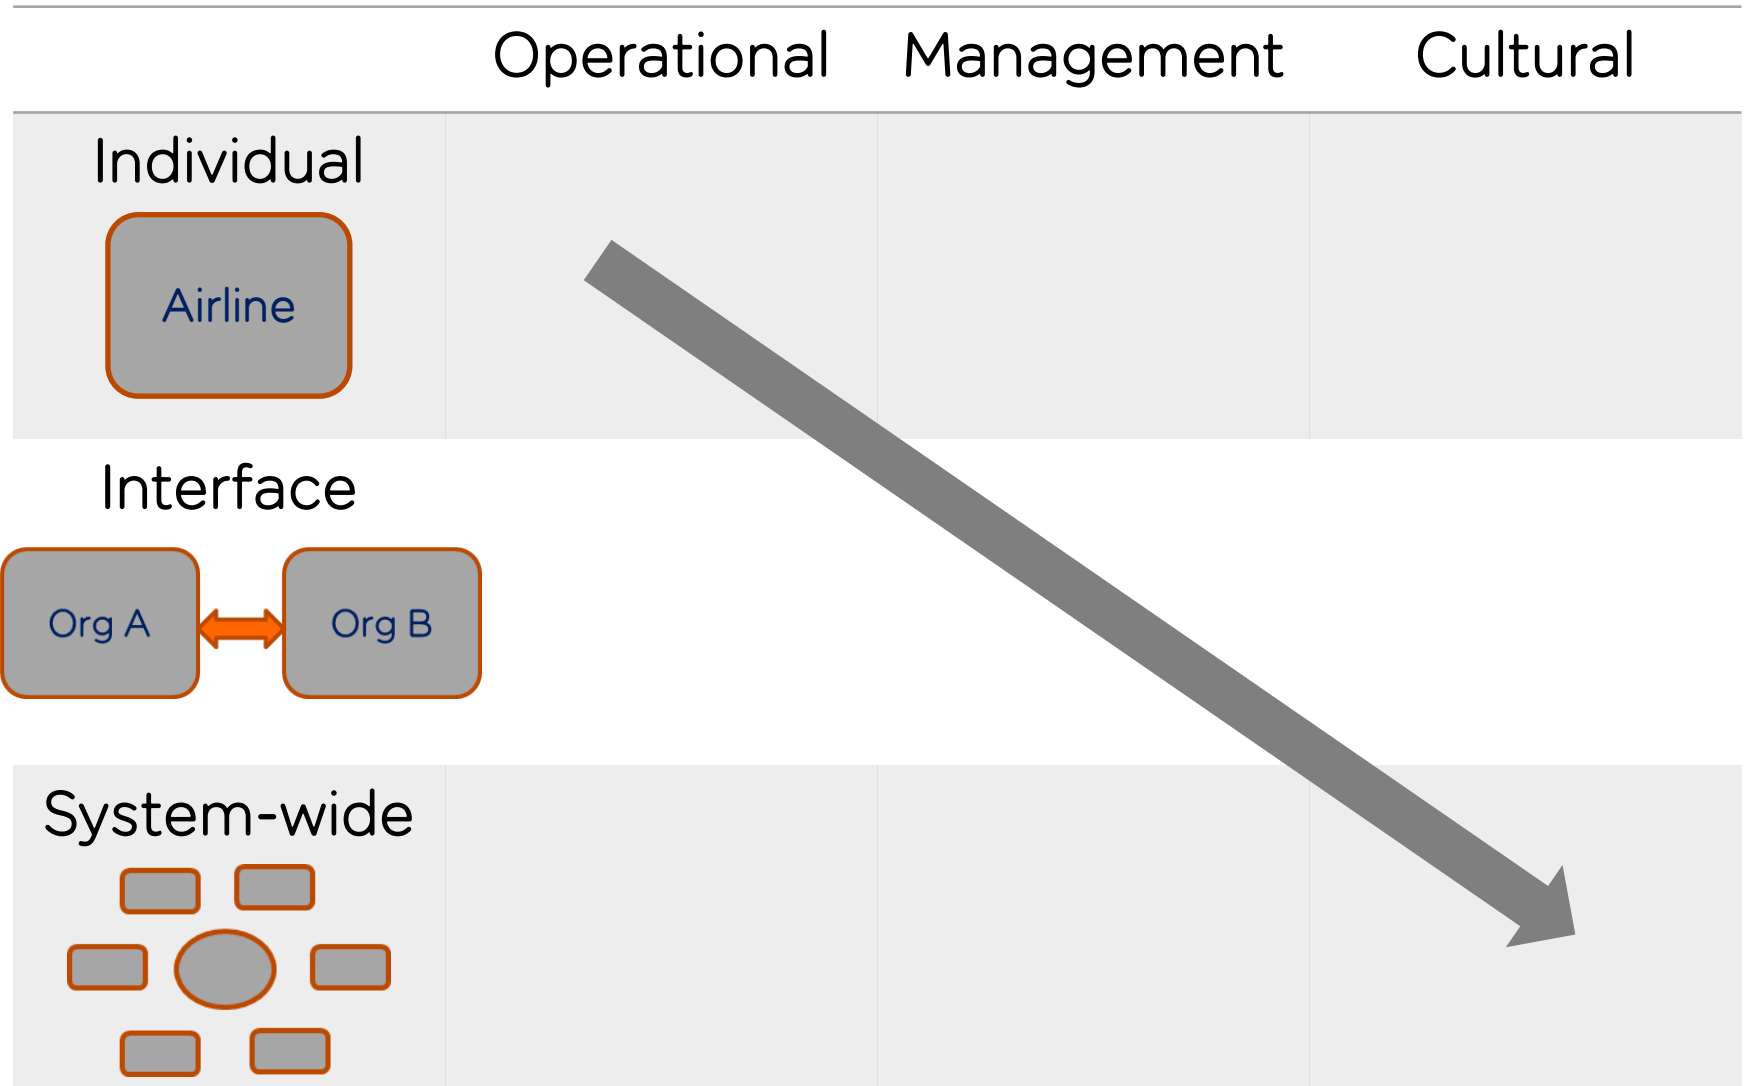 Operational Management Cultural
Individual
Airline
Interface
Org A Org B
System-wide